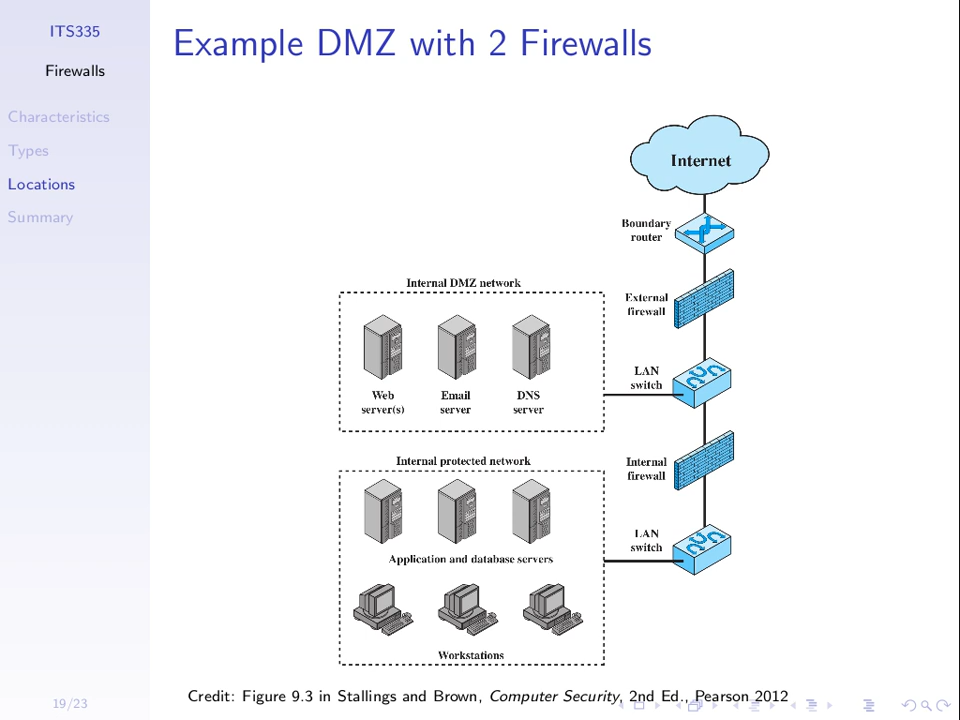 ITS335
Firewalls
Characteristics
Types
Locations
Summary
Example DMZ with 2 Firewalls
Internet
Boundary
router
External
firewall
Internal DMZ network
Web
server(s)
Email
server
DNS
server
LAN
switch
Internal protected network
Internal
firewall
LAN
switch
Application and database servers
Workstations
Credit: Figure 9.3 in Stallings and Brown, Computer Security, 2nd Ed., Pearson 2012
19/23